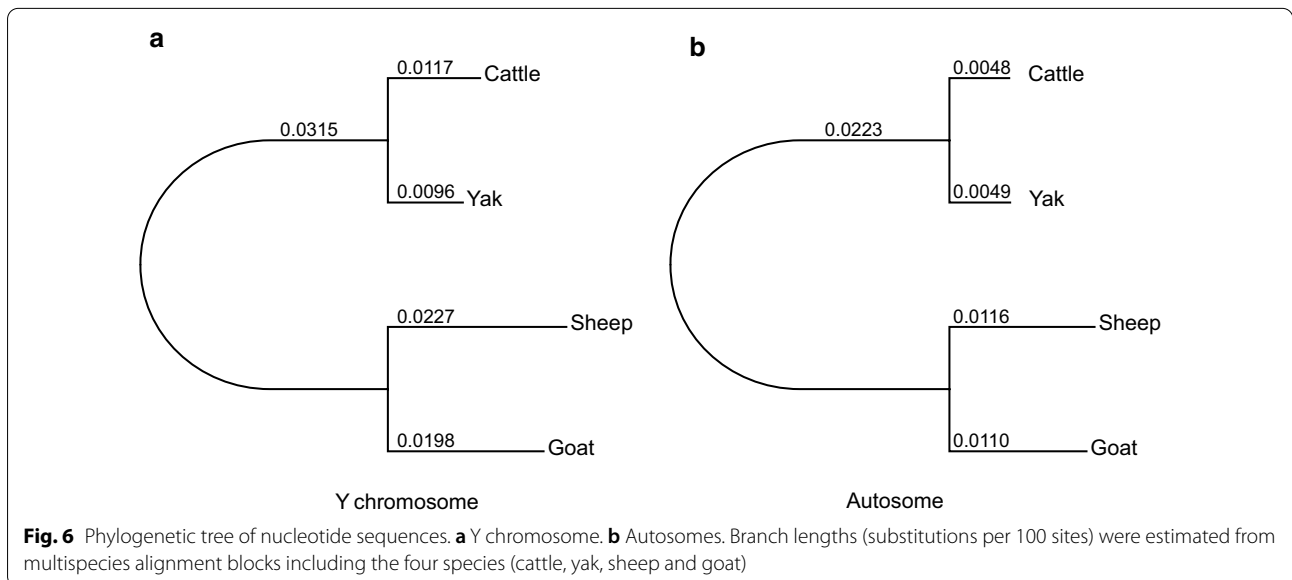 a
0.0117 Cattle
0.0315
0.0096 Yak
0.0227 Sheep
0.0198 Goat
Y chromosome
b
0.0048 Cattle
0.0223
0.0049 Yak
0.0116 Sheep
0.0110 Goat
Autosome
Fig. 6 Phylogenetic tree of nucleotide sequences. a Y chromosome. b Autosomes. Branch lengths (substitutions per 100 sites) were estimated from
multispecies alignment blocks including the four species (cattle, yak, sheep and goat)